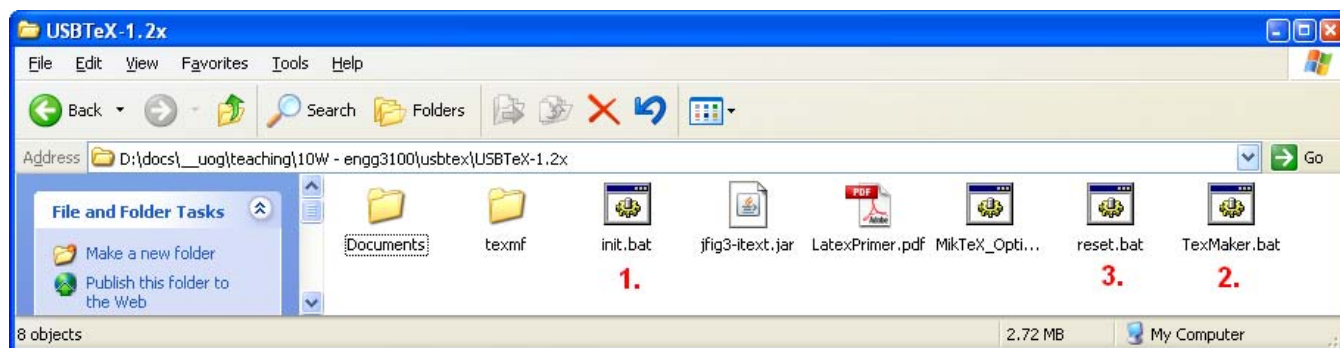 USBTeX-1.2x
File Edit View Favorites Tools Help
Back Search Folders
Address D:\docs\__uog\teaching\10W - engg3100\usbtex\USBTeX-1.2x Go
File and Folder Tasks
Make a new folder
Publish this folder to
the Web
Documents texmf init.bat jfig3-itext.jar LatexPrimer.pdf MikTeX_Opti... reset.bat TexMaker.bat
PDF
Adobe
1. 3. 2.
8 objects 2.72 MB My Computer